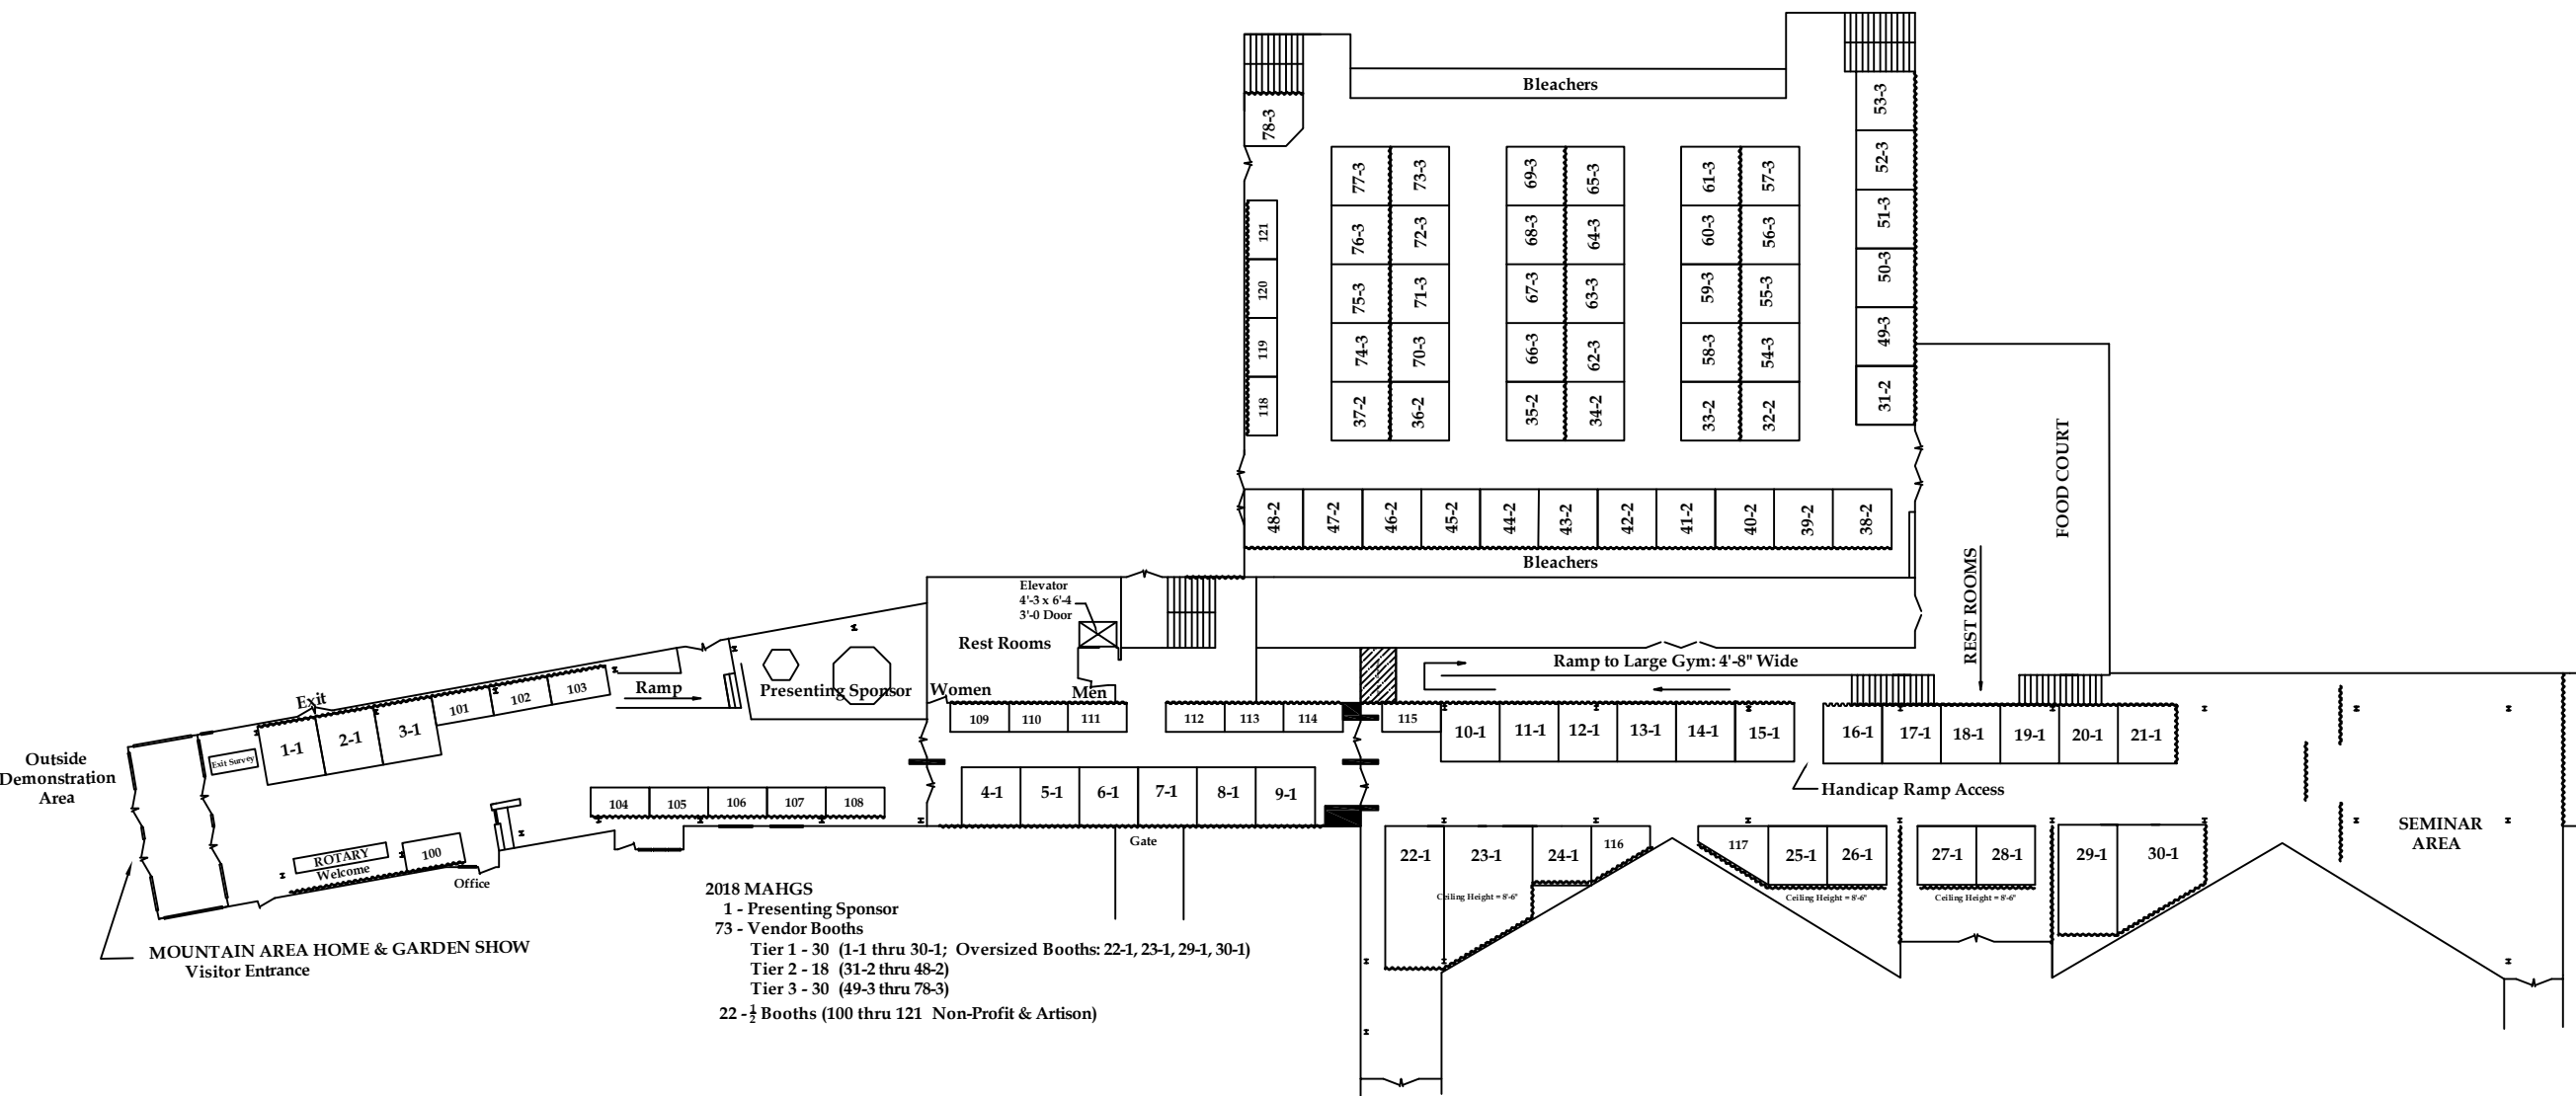 Bleachers
53-3
78-3
52-3
77-3
73-3
69-3
65-3
61-3
57-3
51-3
121
76-3
72-3
68-3
64-3
60-3
56-3
50-3
120
75-3
71-3
67-3
63-3
59-3
55-3
49-3
119
74-3
70-3
66-3
62-3
58-3
54-3
31-2
118
37-2
36-2
35-2
34-2
33-2
32-2
FOOD COURT
48-2
47-2
46-2
45-2
44-2
43-2
42-2
41-2
40-2
39-2
38-2
Bleachers
REST ROOMS
Elevator
4'-3 x 6'-4
3'-0 Door
Rest Rooms
Women
Men
Ramp to Large Gym: 4'-8" Wide
Presenting Sponsor
Ramp
Exit
Exit Survey
1-1
2-1
3-1
101
102
103
109
110
111
112
113
114
115
10-1
11-1
12-1
13-1
14-1
15-1
16-1
17-1
18-1
19-1
20-1
21-1
Outside
Demonstration
Area
Handicap Ramp Access
104
105
106
107
108
4-1
5-1
6-1
7-1
8-1
9-1
Gate
ROTARY
Welcome
100
Office
22-1
23-1
24-1
116
117
25-1
26-1
27-1
28-1
29-1
30-1
Ceiling Height = 8'-6"
Ceiling Height = 8'-6"
Ceiling Height = 8'-6"
SEMINAR
AREA
MOUNTAIN AREA HOME & GARDEN SHOW
Visitor Entrance
2018 MAHGS
1 - Presenting Sponsor
73 - Vendor Booths
Tier 1 - 30 (1-1 thru 30-1; Oversized Booths: 22-1, 23-1, 29-1, 30-1)
Tier 2 - 18 (31-2 thru 48-2)
Tier 3 - 30 (49-3 thru 78-3)
22 - ½ Booths (100 thru 121 Non-Profit & Artison)